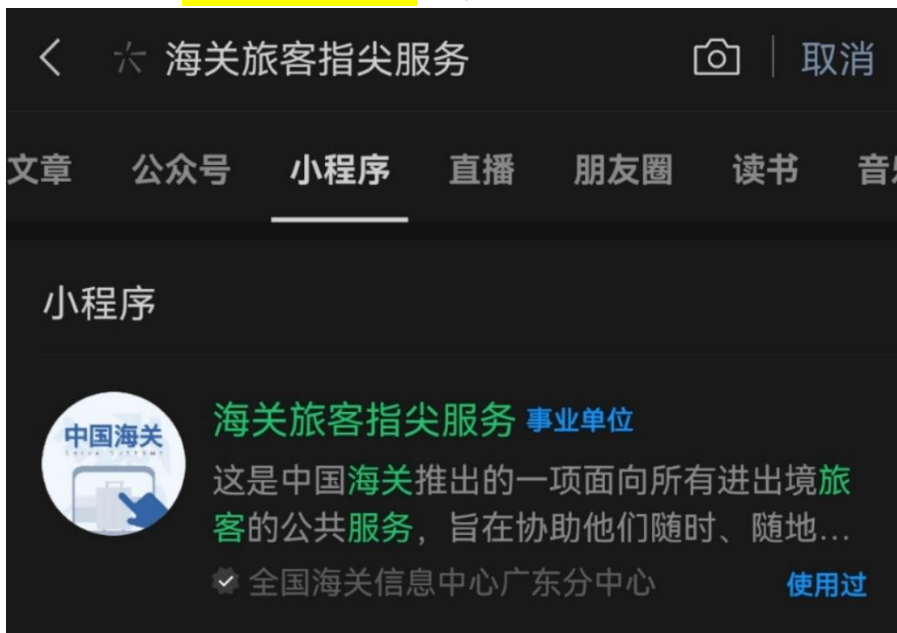 海关旅客指尖服务
取消
文章 公众号 小程序 直播 朋友圈 读书 音
小程序
中国海关
海关旅客指尖服务 事业单位
这是中国海关推出的一项面向所有进出境旅
客的公共服务，旨在协助他们随时、随地...
全国海关信息中心广东分中心
使用过